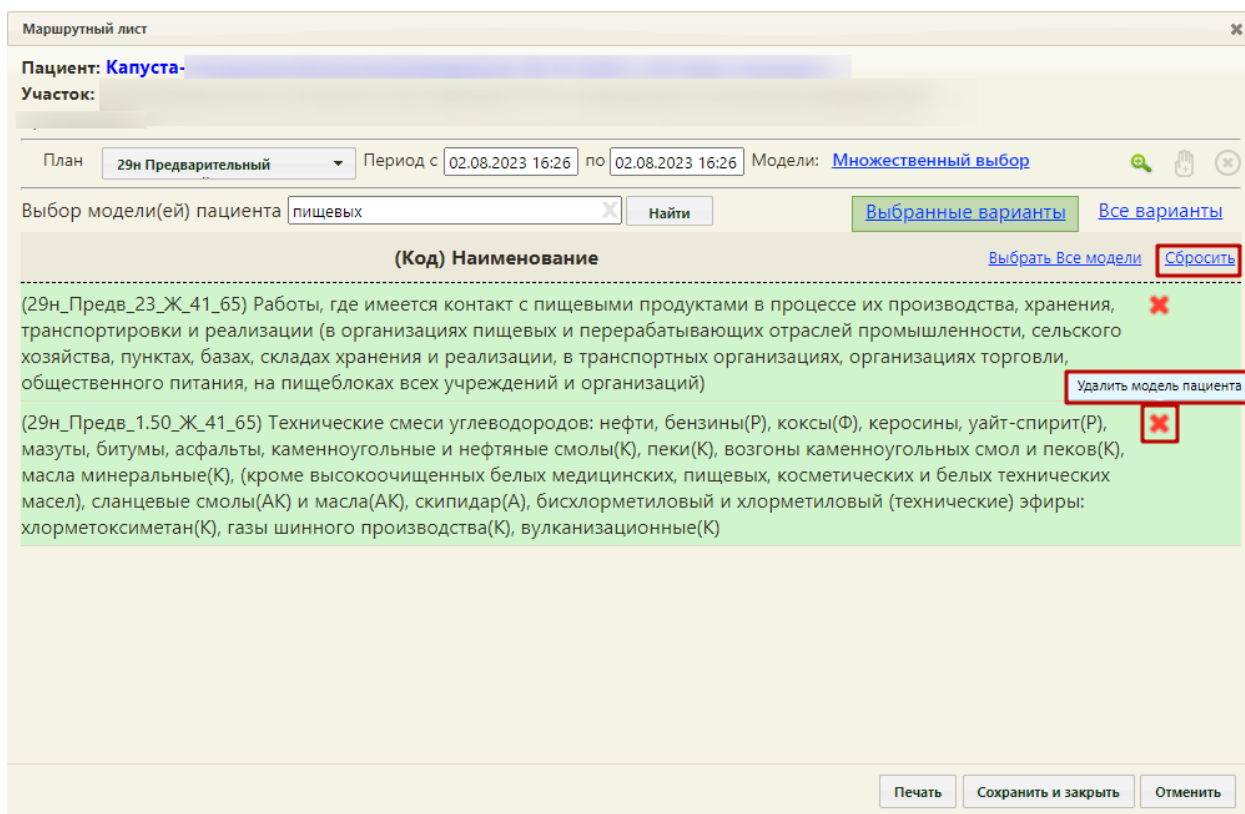 Маршрутный лист
Пациент: Капуста-
Участок:
План 29н Предварительный Период с 02.08.2023 16:26 по 02.08.2023 16:26 Модели: Множественный выбор
Выбор модели(ей) пациента пищевых X Найти Выбранные варианты Все варианты
(Код) Наименование Выбрать Все модели Сбросить
(29н_Предв_23_Ж_41_65) Работы, где имеется контакт с пищевыми продуктами в процессе их производства, хранения,
транспортировки и реализации (в организациях пищевых и перерабатывающих отраслей промышленности, сельского
хозяйства, пунктах, базах, складах хранения и реализации, в транспортных организациях, организациях торговли,
общественного питания, на пищеблоках всех учреждений и организаций)
Удалить модель пациента
(29н_Предв_1.50_Ж_41_65) Технические смеси углеводородов: нефти, бензины(Р), коксы(Ф), керосины, уайт-спирит(Р),
мазуты, битумы, асфальты, каменноугольные и нефтяные смолы(К), пеки(К), возгоны каменноугольных смол и пеков(К),
масла минеральные(К), (кроме высокоочищенных белых медицинских, пищевых, косметических и белых технических
масел), сланцевые смолы(АК) и масла(АК), скипидар(А), бисхлорметиловый и хлорметиловый (технические) эфиры:
хлорметоксиметан(К), газы шинного производства(К), вулканизационные(К)
Печать Сохранить и закрыть Отменить